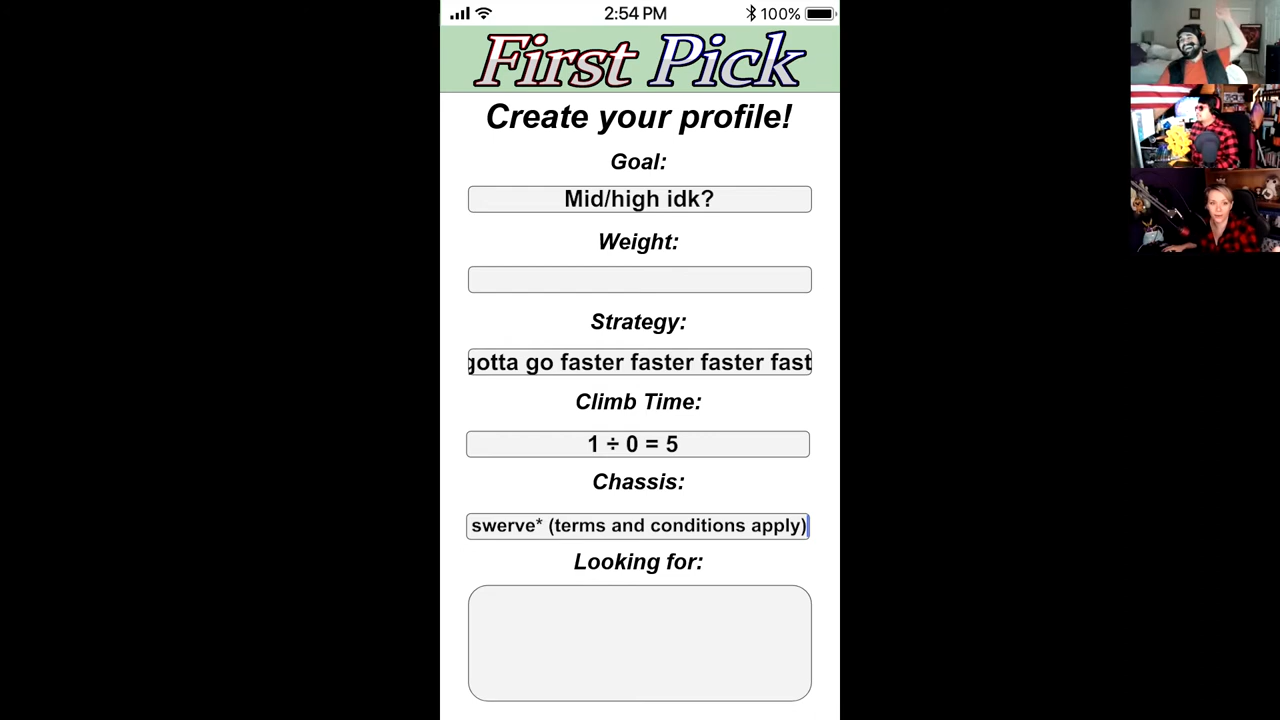 2:54 PM
100%
First Pick
Create your profile!
Goal:
Mid/high idk?
Weight:
Strategy:
gotta go faster faster faster fast
Climb Time:
1 ÷ 0 = 5
Chassis:
swerve* (terms and conditions apply)
Looking for: